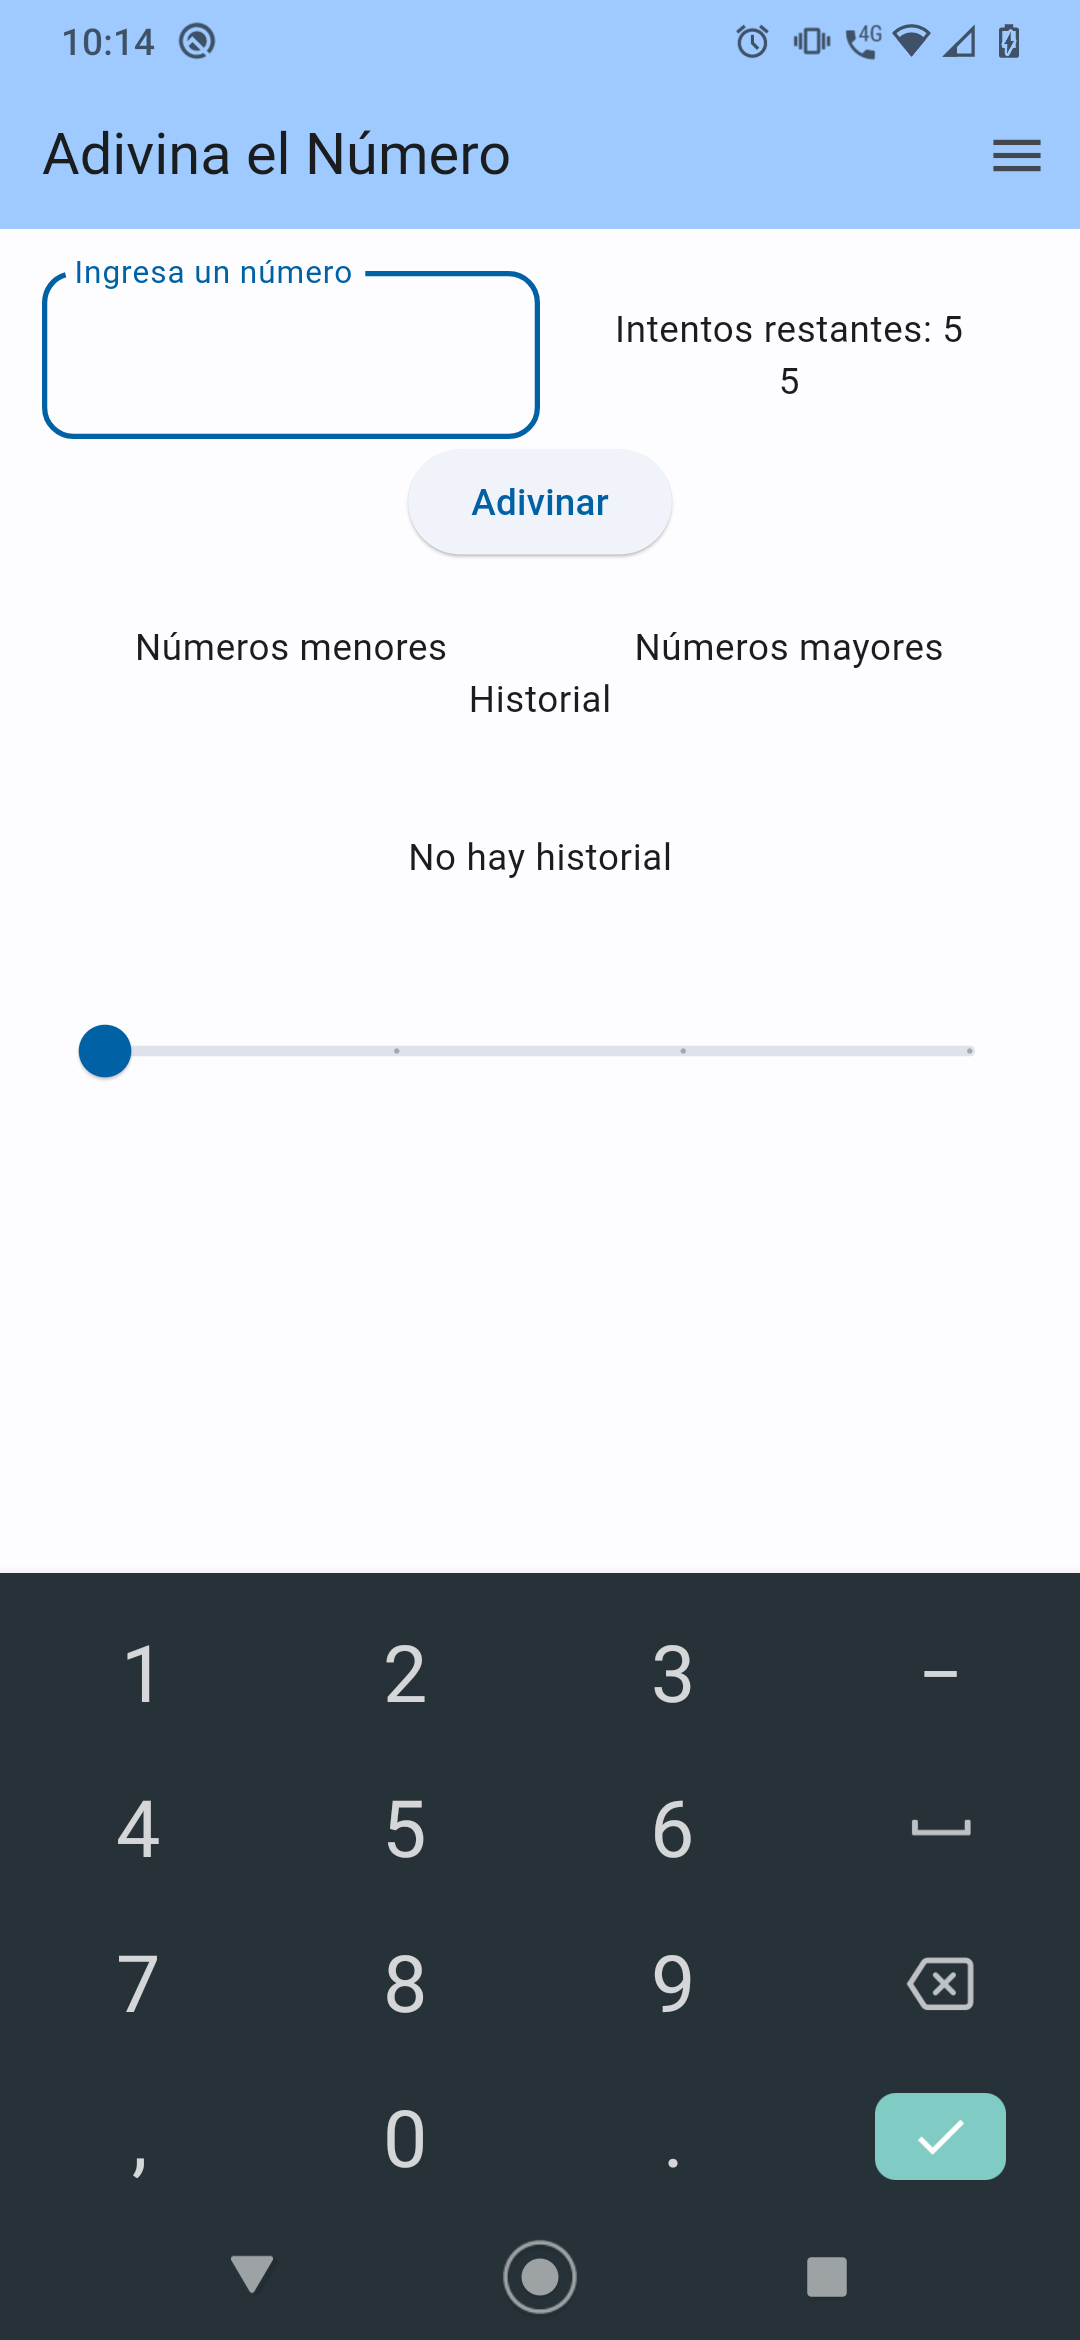 10:14
4G
Adivina el Número
Ingresa un número
Intentos restantes: 5
5
Adivinar
Números menores
Números mayores
Historial
No hay historial
1 2 3 –
4 5 6
7 8 9
, 0 .